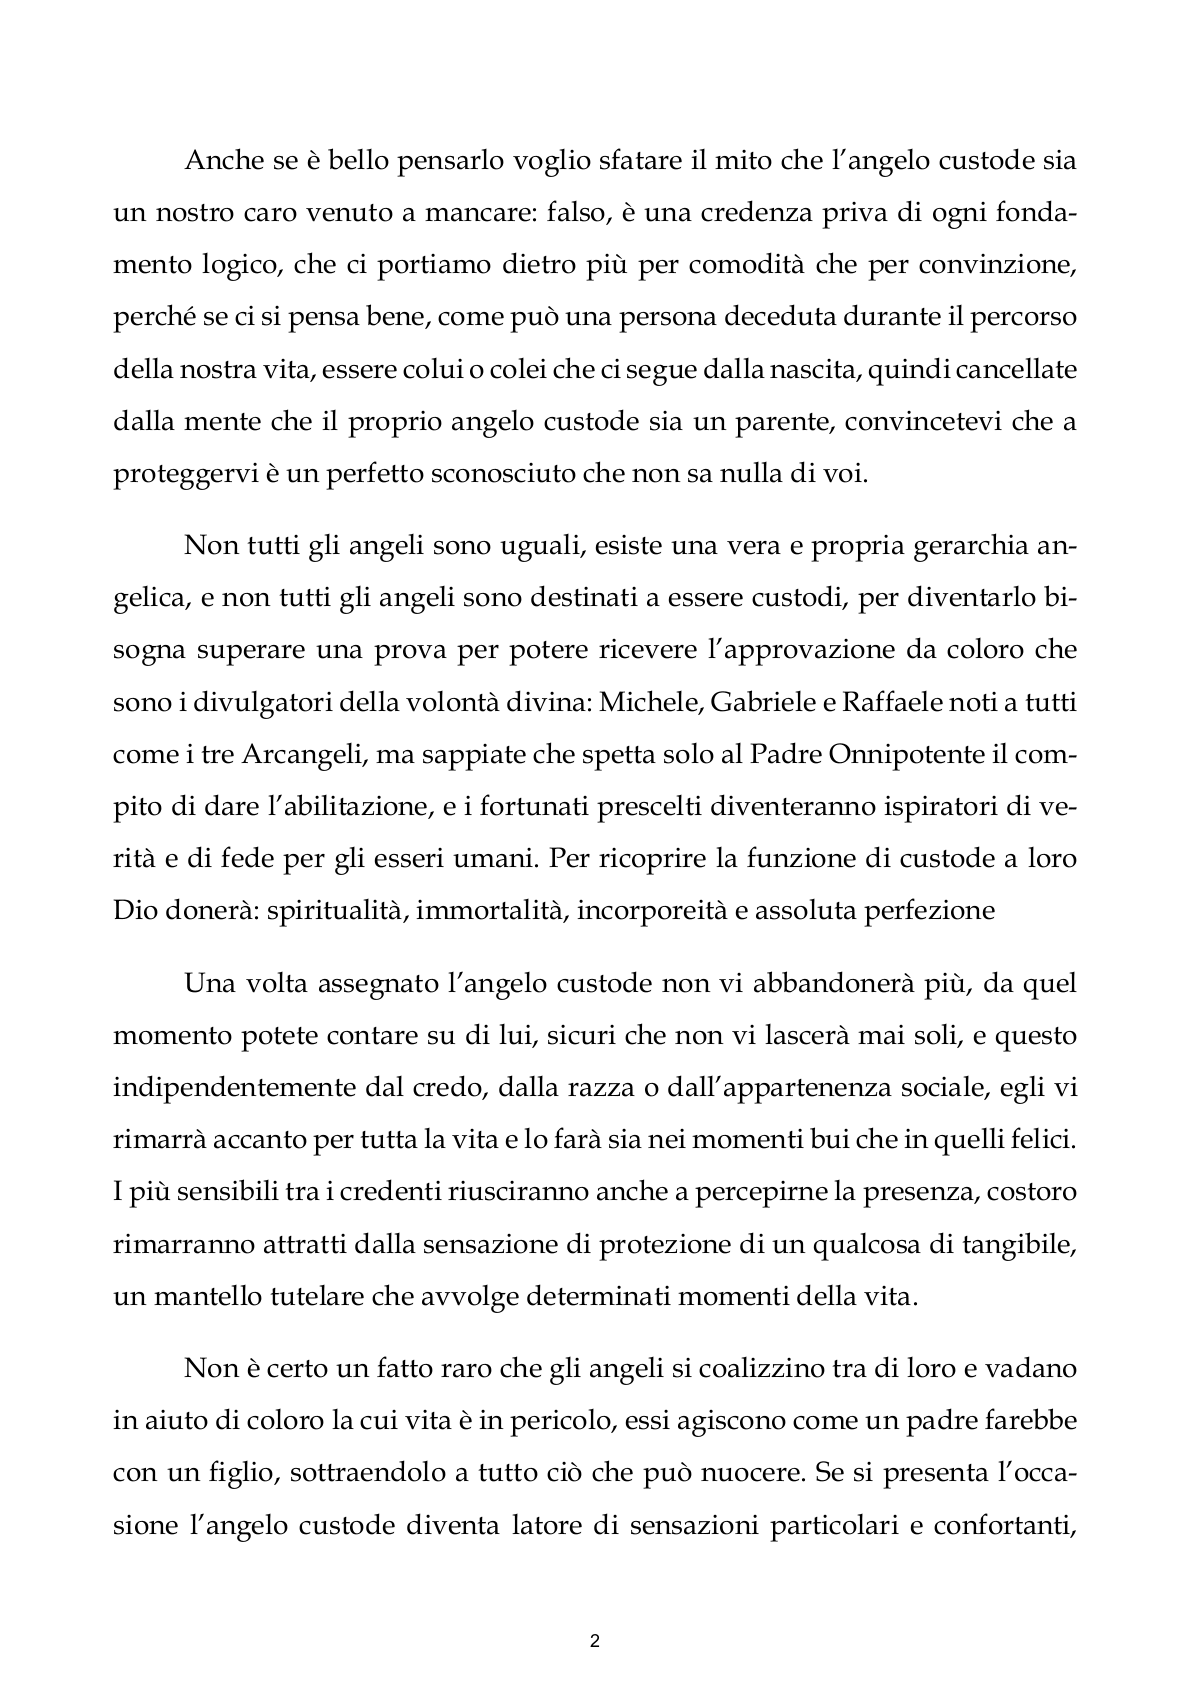 Anche se è bello pensarlo voglio sfatare il mito che l’angelo custode sia
un nostro caro venuto a mancare: falso, è una credenza priva di ogni fonda-
mento logico, che ci portiamo dietro più per comodità che per convinzione,
perché se ci si pensa bene, come può una persona deceduta durante il percorso
della nostra vita, essere colui o colei che ci segue dalla nascita, quindi cancellate
dalla mente che il proprio angelo custode sia un parente, convincetevi che a
proteggervi è un perfetto sconosciuto che non sa nulla di voi.
Non tutti gli angeli sono uguali, esiste una vera e propria gerarchia an-
gelica, e non tutti gli angeli sono destinati a essere custodi, per diventarlo bi-
sogna superare una prova per potere ricevere l’approvazione da coloro che
sono i divulgatori della volontà divina: Michele, Gabriele e Raffaele noti a tutti
come i tre Arcangeli, ma sappiate che spetta solo al Padre Onnipotente il com-
pito di dare l’abilitazione, e i fortunati prescelti diventeranno ispiratori di ve-
rità e di fede per gli esseri umani. Per ricoprire la funzione di custode a loro
Dio donerà: spiritualità, immortalità, incorporeità e assoluta perfezione
Una volta assegnato l’angelo custode non vi abbandonerà più, da quel
momento potete contare su di lui, sicuri che non vi lascerà mai soli, e questo
indipendentemente dal credo, dalla razza o dall’appartenenza sociale, egli vi
rimarrà accanto per tutta la vita e lo farà sia nei momenti bui che in quelli felici.
I più sensibili tra i credenti riusciranno anche a percepirne la presenza, costoro
rimarranno attratti dalla sensazione di protezione di un qualcosa di tangibile,
un mantello tutelare che avvolge determinati momenti della vita.
Non è certo un fatto raro che gli angeli si coalizzino tra di loro e vadano
in aiuto di coloro la cui vita è in pericolo, essi agiscono come un padre farebbe
con un figlio, sottraendolo a tutto ciò che può nuocere. Se si presenta l’occa-
sione l’angelo custode diventa latore di sensazioni particolari e confortanti,
2